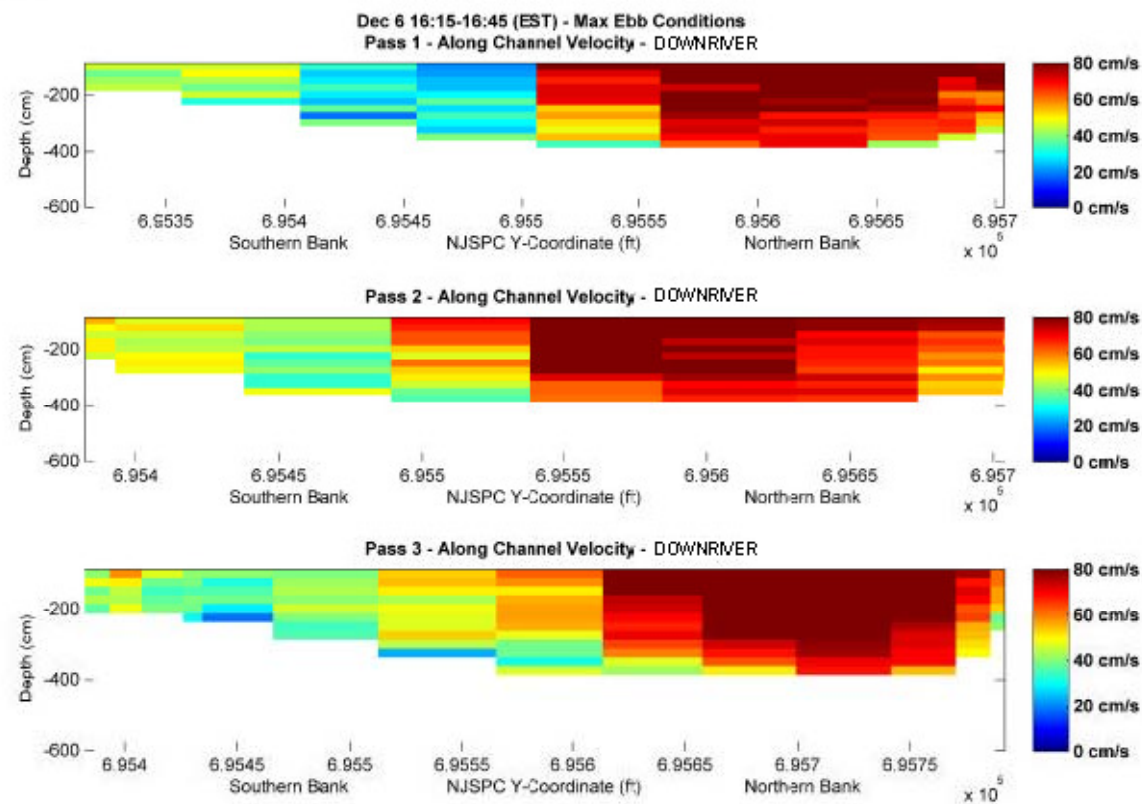 Dec 6 16:15-16:45 (EST) - Max Ebb Conditions
Pass 1 - Along Channel Velocity - DOWNRIVER
Depth (cm)
-200
-400
-600
6.9535
6.954
6.9545
6.955
6.9555
6.956
6.9565
6.957
Southern Bank
NJSPC Y-Coordinate (ft)
Northern Bank
x 10^5
80 cm/s
60 cm/s
40 cm/s
20 cm/s
0 cm/s
Pass 2 - Along Channel Velocity - DOWNRIVER
Depth (cm)
-200
-400
-600
6.954
6.9545
6.955
6.9555
6.956
6.9565
6.957
Southern Bank
NJSPC Y-Coordinate (ft)
Northern Bank
x 10^5
80 cm/s
60 cm/s
40 cm/s
20 cm/s
0 cm/s
Pass 3 - Along Channel Velocity - DOWNRIVER
Depth (cm)
-200
-400
-600
6.954
6.9545
6.955
6.9555
6.956
6.9565
6.957
6.9575
Southern Bank
NJSPC Y-Coordinate (ft)
Northern Bank
x 10^5
80 cm/s
60 cm/s
40 cm/s
20 cm/s
0 cm/s